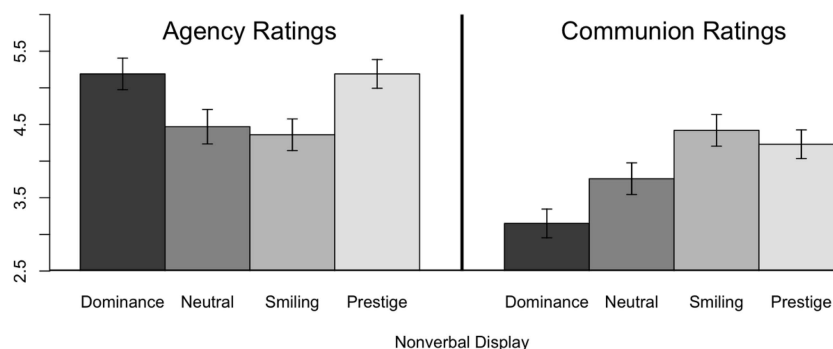 Agency Ratings
Communion Ratings
5.5
4.5
3.5
2.5
Dominance Neutral Smiling Prestige
Dominance Neutral Smiling Prestige
Nonverbal Display